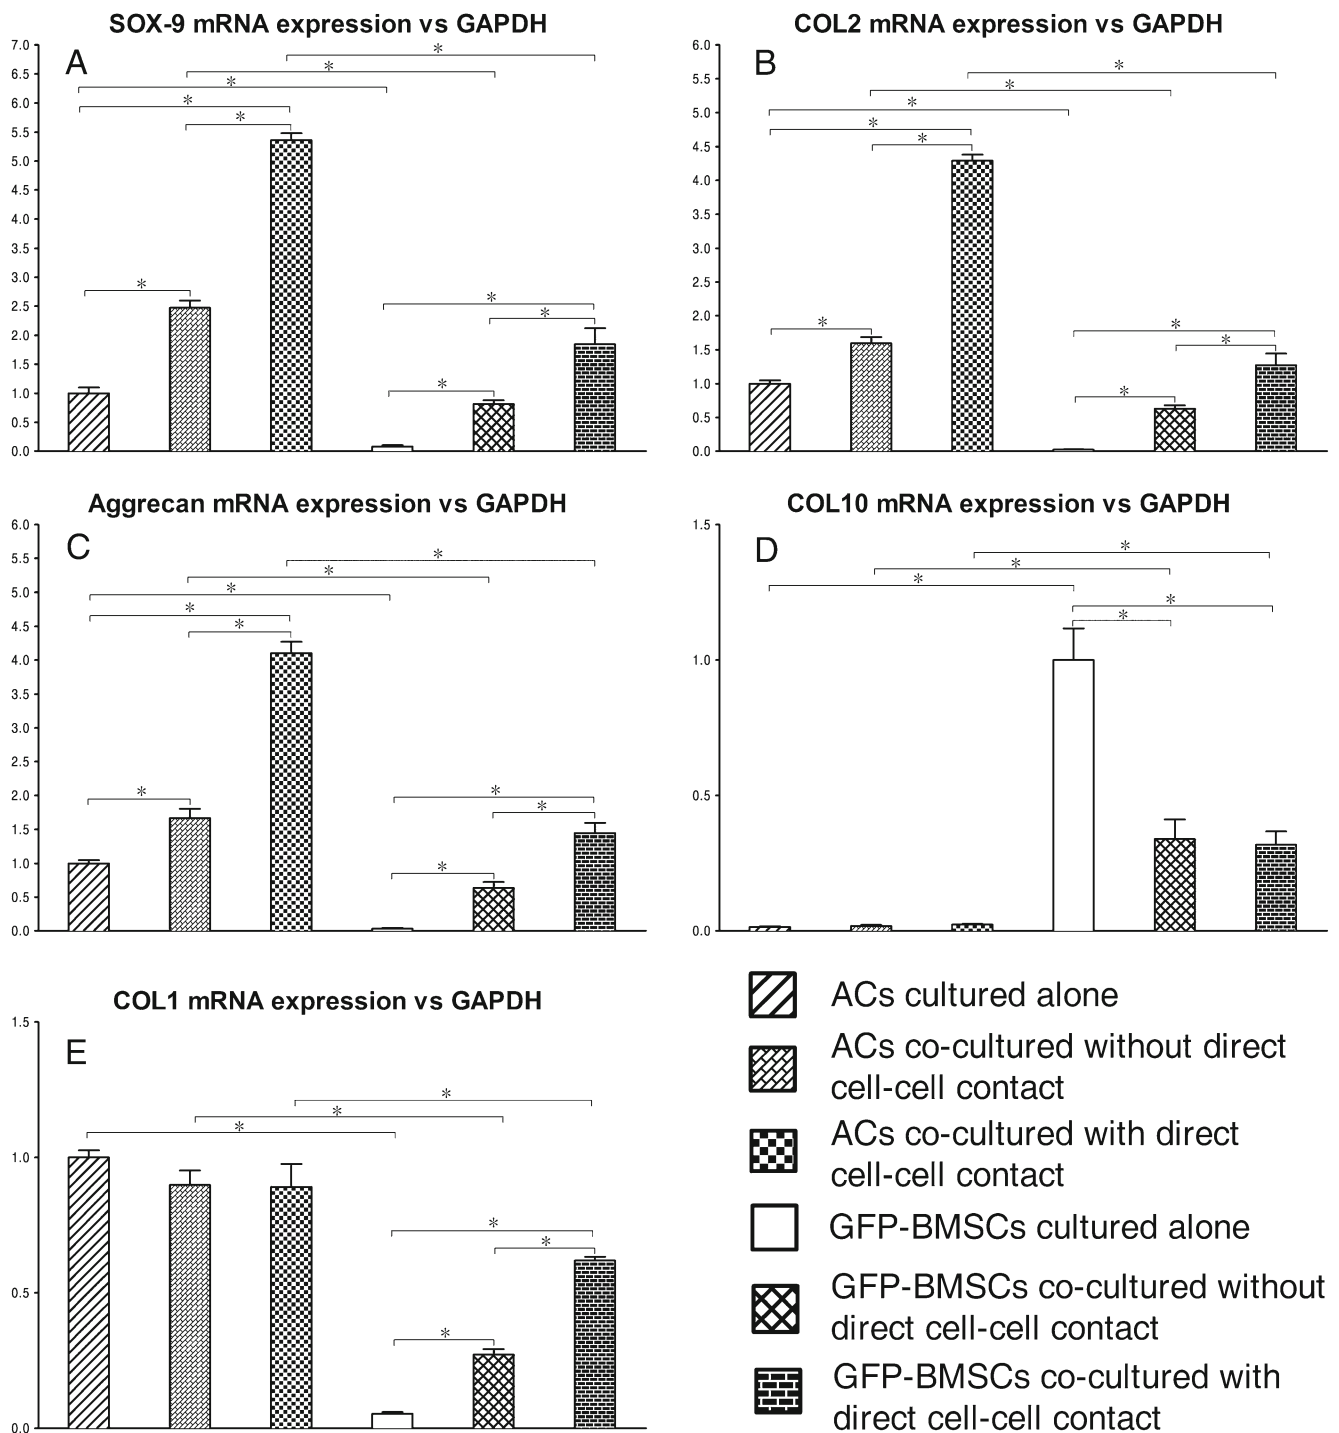 SOX-9 mRNA expression vs GAPDH
A
7.0
6.5
6.0
5.5
5.0
4.5
4.0
3.5
3.0
2.5
2.0
1.5
1.0
0.5
0.0
* * * * * * * * *
COL2 mRNA expression vs GAPDH
B
6.0
5.5
5.0
4.5
4.0
3.5
3.0
2.5
2.0
1.5
1.0
0.5
0.0
* * * * * * * * *
Aggrecan mRNA expression vs GAPDH
C
6.0
5.5
5.0
4.5
4.0
3.5
3.0
2.5
2.0
1.5
1.0
0.5
0.0
* * * * * * * * *
COL10 mRNA expression vs GAPDH
D
1.5
1.0
0.5
0.0
* * * * *
COL1 mRNA expression vs GAPDH
E
1.5
1.0
0.5
0.0
* * * * * *
ACs cultured alone
ACs co-cultured without direct
cell-cell contact
ACs co-cultured with direct
cell-cell contact
GFP-BMSCs cultured alone
GFP-BMSCs co-cultured without
direct cell-cell contact
GFP-BMSCs co-cultured with
direct cell-cell contact